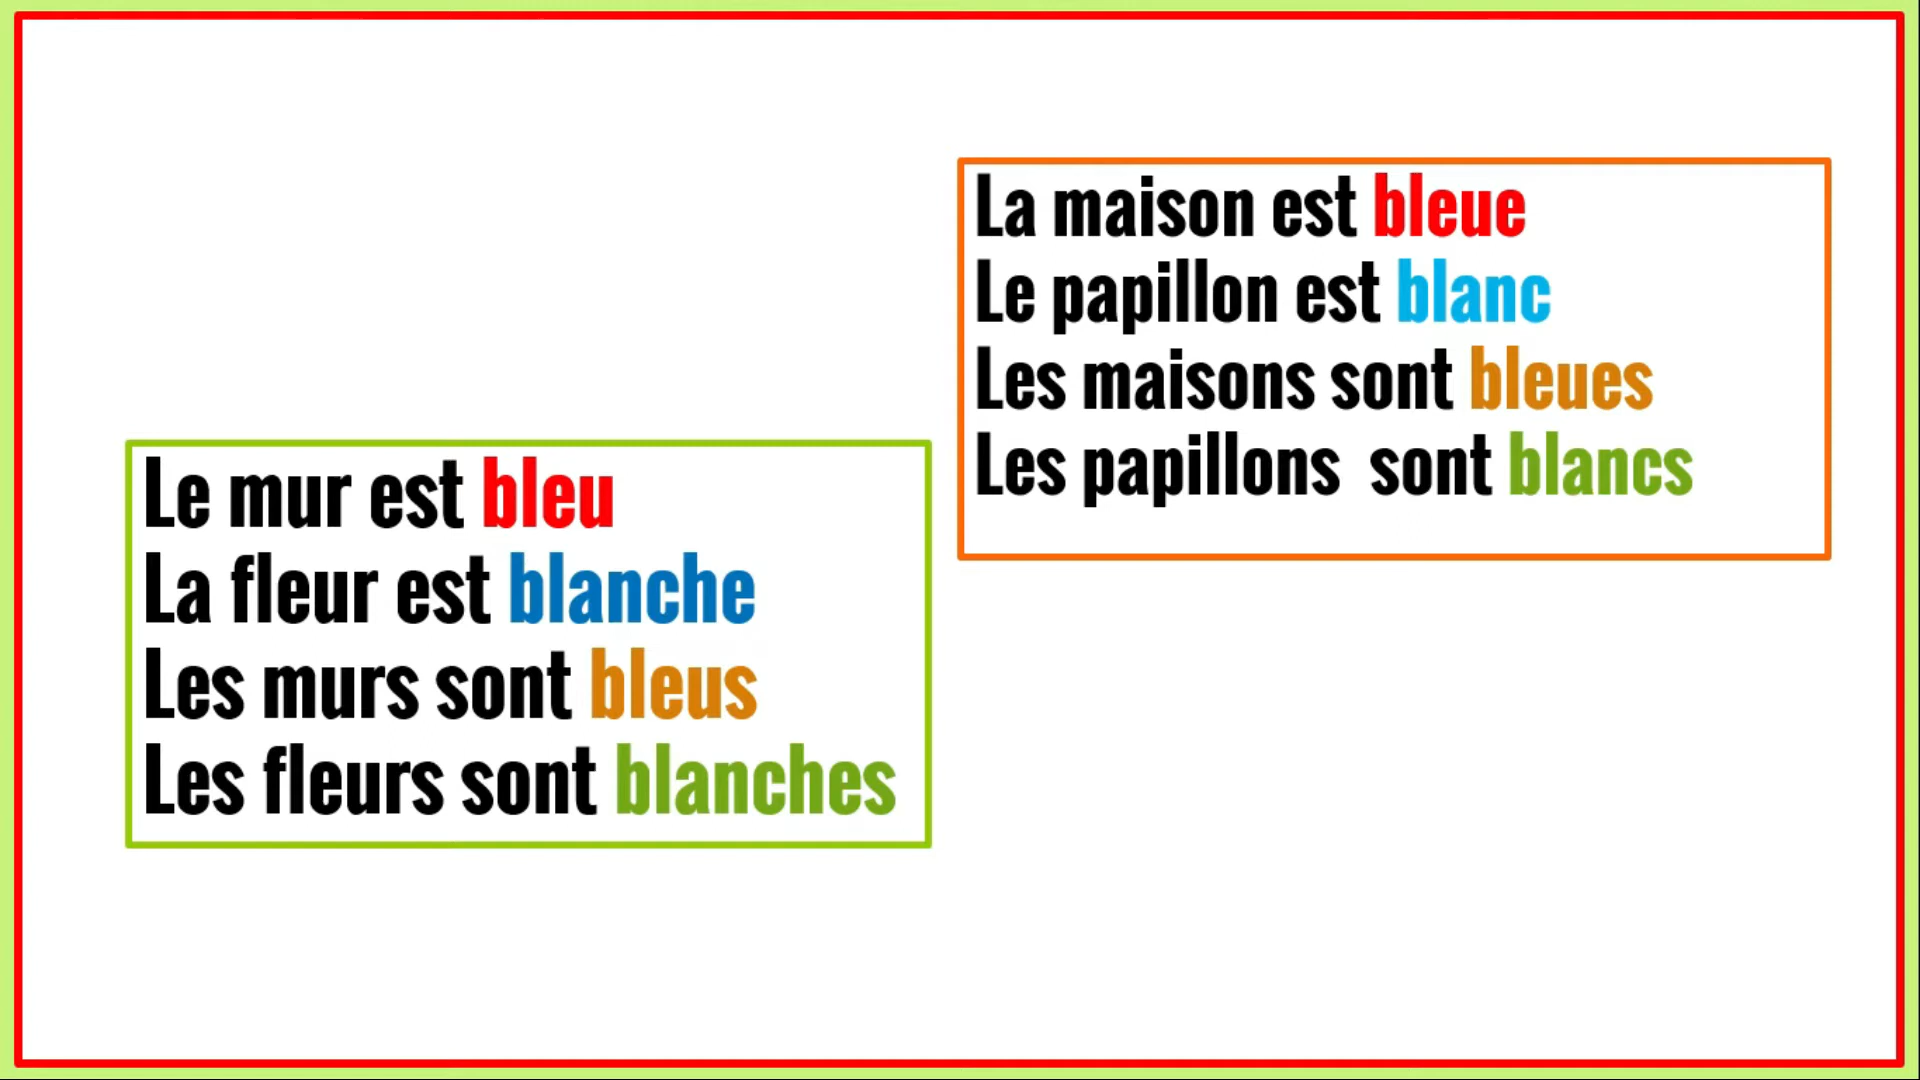 La maison est bleue
Le papillon est blanc
Les maisons sont bleues
Les papillons  sont blancs
Le mur est bleu
La fleur est blanche
Les murs sont bleus
Les fleurs sont blanches